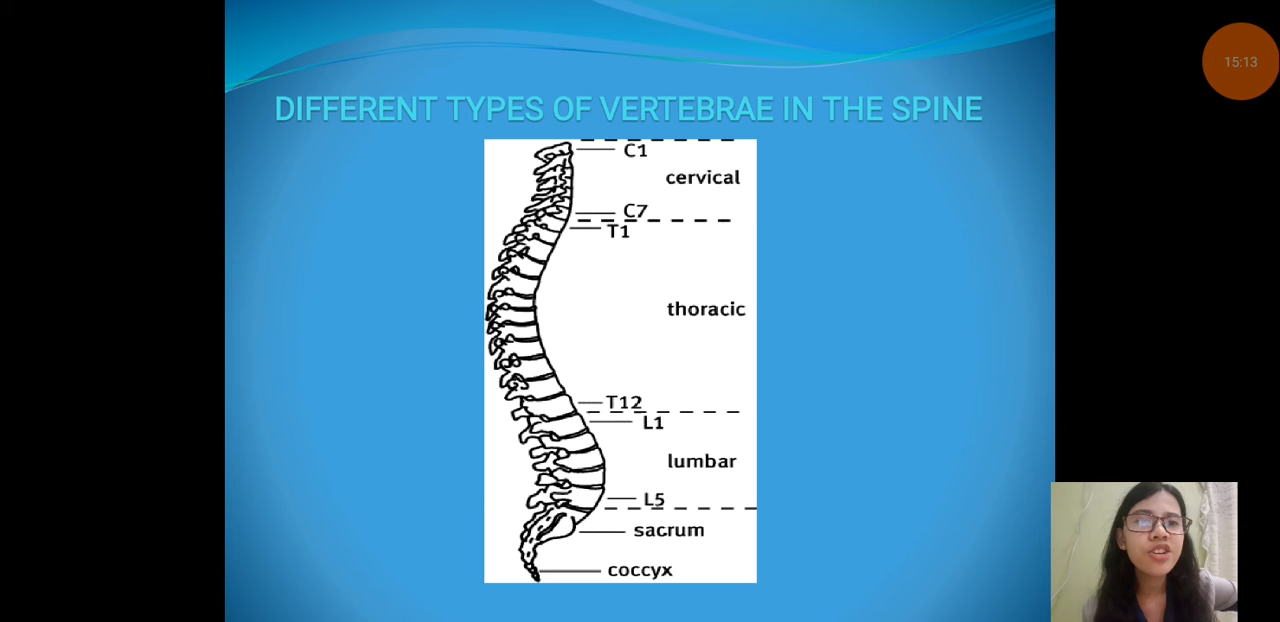 15:13
DIFFERENT TYPES OF VERTEBRAE IN THE SPINE
C1
cervical
C7
T1
thoracic
T12
L1
lumbar
L5
sacrum
coccyx